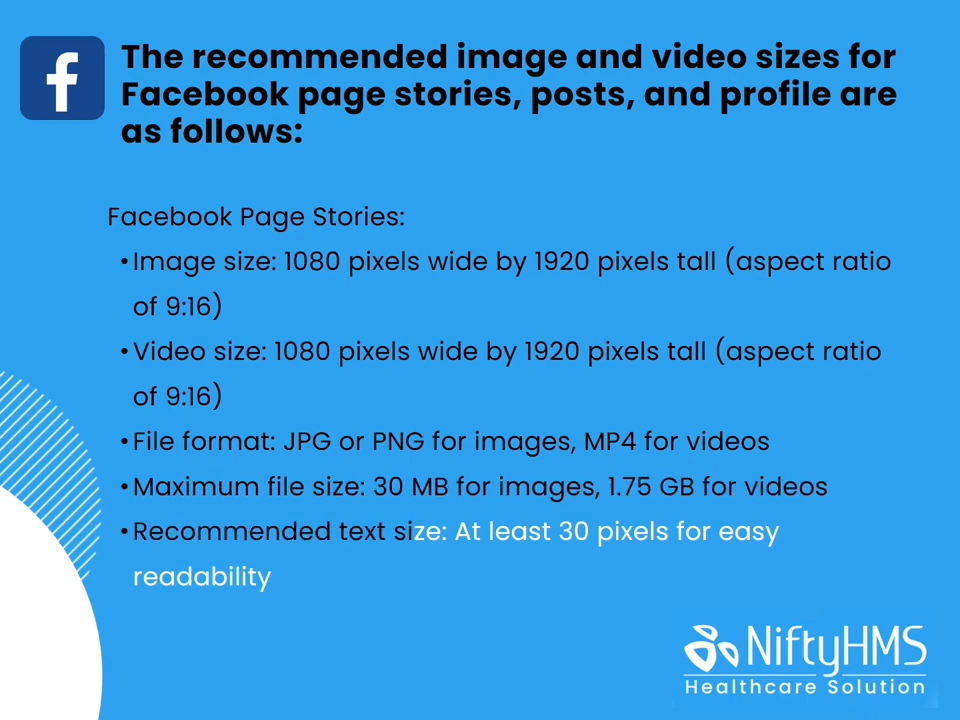 The recommended image and video sizes for
Facebook page stories, posts, and profile are
as follows:
Facebook Page Stories:
•Image size: 1080 pixels wide by 1920 pixels tall (aspect ratio
of 9:16)
•Video size: 1080 pixels wide by 1920 pixels tall (aspect ratio
of 9:16)
•File format: JPG or PNG for images, MP4 for videos
•Maximum file size: 30 MB for images, 1.75 GB for videos
•Recommended text size: At least 30 pixels for easy
readability
NiftyHMS
Healthcare Solution